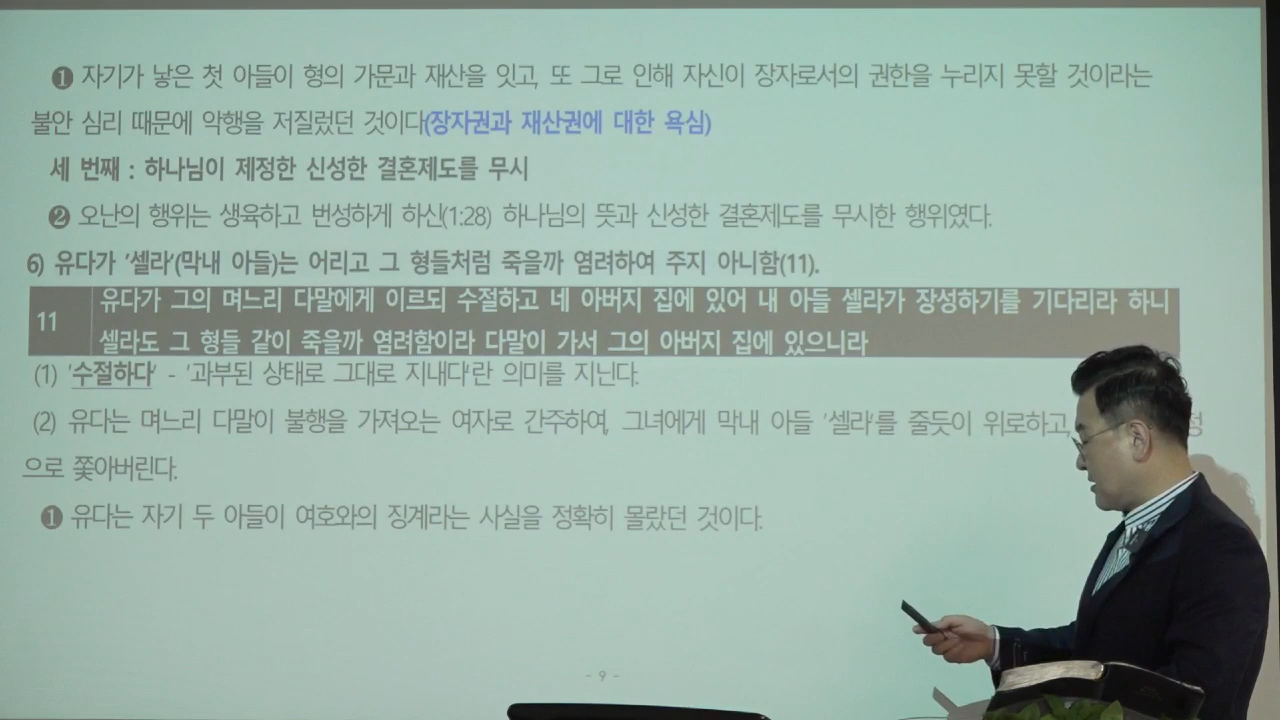 ❶ 자기가 낳은 첫 아들이 형의 가문과 재산을 잇고, 또 그로 인해 자신이 장자로서의 권한을 누리지 못할 것이라는
불안 심리 때문에 악행을 저질렀던 것이다(장자권과 재산권에 대한 욕심)
세 번째 : 하나님이 제정한 신성한 결혼제도를 무시
❷ 오난의 행위는 생육하고 번성하게 하신(1:28) 하나님의 뜻과 신성한 결혼제도를 무시한 행위였다.
6) 유다가 '셀라'(막내 아들)는 어리고 그 형들처럼 죽을까 염려하여 주지 아니함(11).
11 유다가 그의 며느리 다말에게 이르되 수절하고 네 아버지 집에 있어 내 아들 셀라가 장성하기를 기다리라 하니
셀라도 그 형들 같이 죽을까 염려함이라 다말이 가서 그의 아버지 집에 있으니라
(1) '수절하다' - '과부된 상태로 그대로 지내다'란 의미를 지닌다.
(2) 유다는 며느리 다말이 불행을 가져오는 여자로 간주하여, 그녀에게 막내 아들 '셀라'를 줄듯이 위로하고, 정
으로 쫓아버린다.
❶ 유다는 자기 두 아들이 여호와의 징계라는 사실을 정확히 몰랐던 것이다.
- 9 -